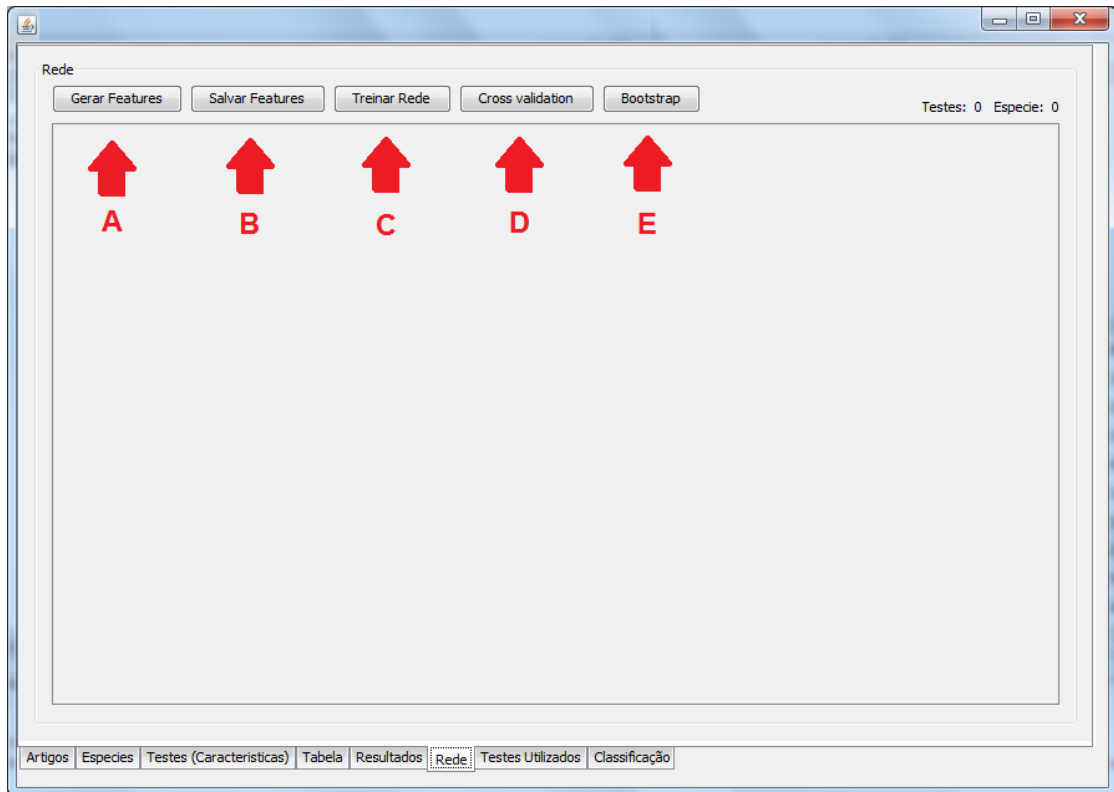 Rede
Gerar Features Salvar Features Treinar Rede Cross validation Bootstrap
Testes: 0 Especie: 0
A B C D E
Artigos Especies Testes (Caracteristicas) Tabela Resultados Rede Testes Utilizados Classificação